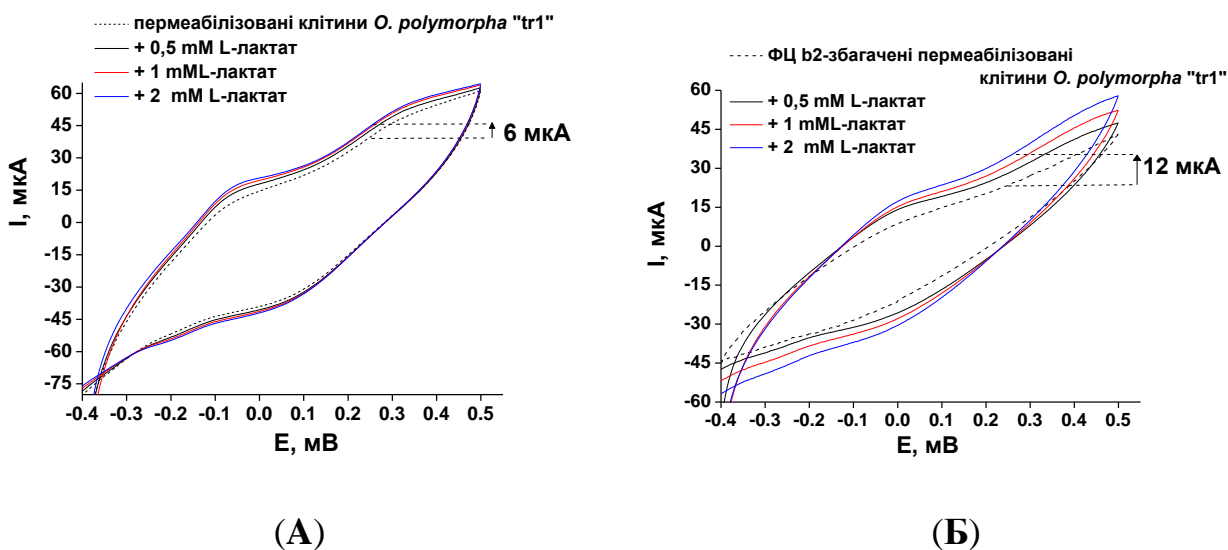 пермеабілізовані клітини O. polymorpha "tr1"
+ 0,5 mM L-лактат
+ 1 mML-лактат
+ 2 mM L-лактат
60
45
30
15
0
-15
-30
-45
-60
-75
I, мкА
6 мкА
-0.4 -0.3 -0.2 -0.1 0.0 0.1 0.2 0.3 0.4 0.5
E, мВ
(А)
ФЦ b2-збагачені пермеабілізовані
клітини O. polymorpha "tr1"
+ 0,5 mM L-лактат
+ 1 mML-лактат
+ 2 mM L-лактат
60
45
30
15
0
-15
-30
-45
-60
I, мкА
12 мкА
-0.4 -0.3 -0.2 -0.1 0.0 0.1 0.2 0.3 0.4 0.5
E, мВ
(Б)